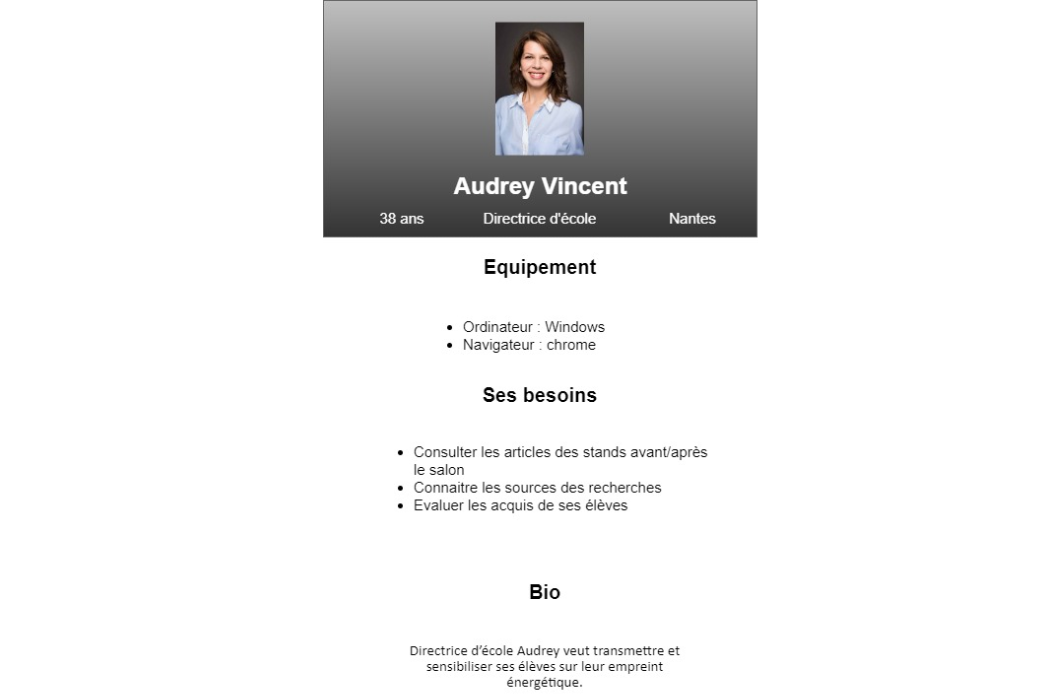 Audrey Vincent
38 ans Directrice d'école Nantes
Equipement
• Ordinateur : Windows
• Navigateur : chrome
Ses besoins
• Consulter les articles des stands avant/après
le salon
• Connaitre les sources des recherches
• Evaluer les acquis de ses élèves
Bio
Directrice d’école Audrey veut transmettre et
sensibiliser ses élèves sur leur empreint
énergétique.